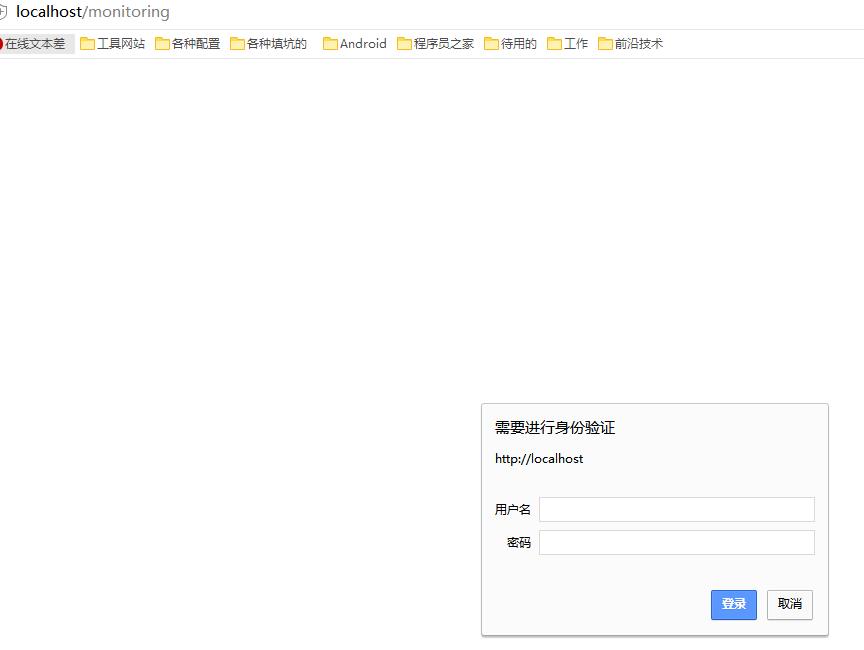 localhost/monitoring
在线文本差 工具网站 各种配置 各种填坑的 Android 程序员之家 待用的 工作 前沿技术
需要进行身份验证
http://localhost
用户名
密码
登录 取消